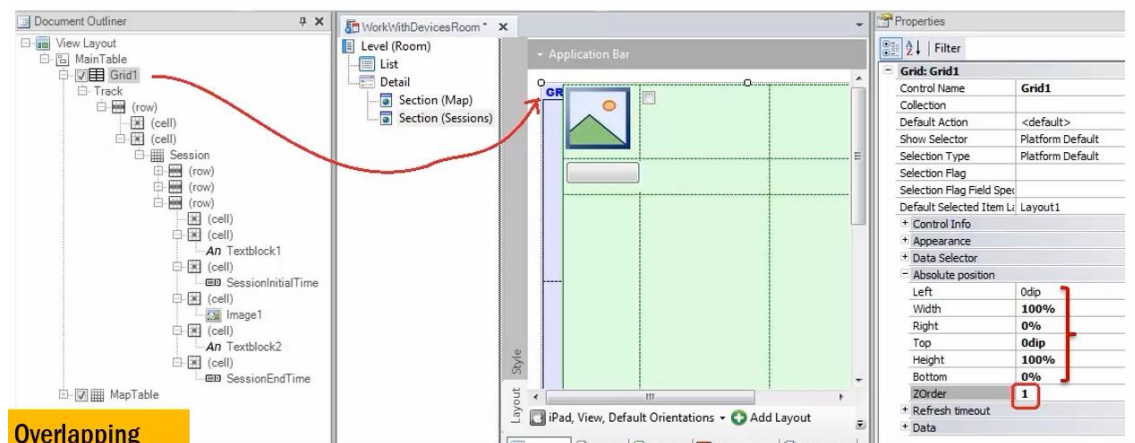 Document Outliner
View Layout
MainTable
Grid1
Track
(row)
(cell)
(cell)
Session
(row)
(row)
(row)
(cell)
(cell)
An Textblock1
(cell)
SessionInitialTime
(cell)
Image1
(cell)
An Textblock2
(cell)
SessionEndTime
MapTable
Overlapping
WorkWithDevicesRoom *
Level (Room)
List
Detail
Section (Map)
Section (Sessions)
Application Bar
GR
Style
Layout
iPad, View, Default Orientations
Add Layout
Properties
Filter
Grid: Grid1
Control Name Grid1
Collection
Default Action <default>
Show Selector Platform Default
Selection Type Platform Default
Selection Flag
Selection Flag Field Spec
Default Selected Item La Layout1
Control Info
Appearance
Data Selector
Absolute position
Left 0dip
Width 100%
Right 0%
Top 0dip
Height 100%
Bottom 0%
ZOrder 1
Refresh timeout
Data